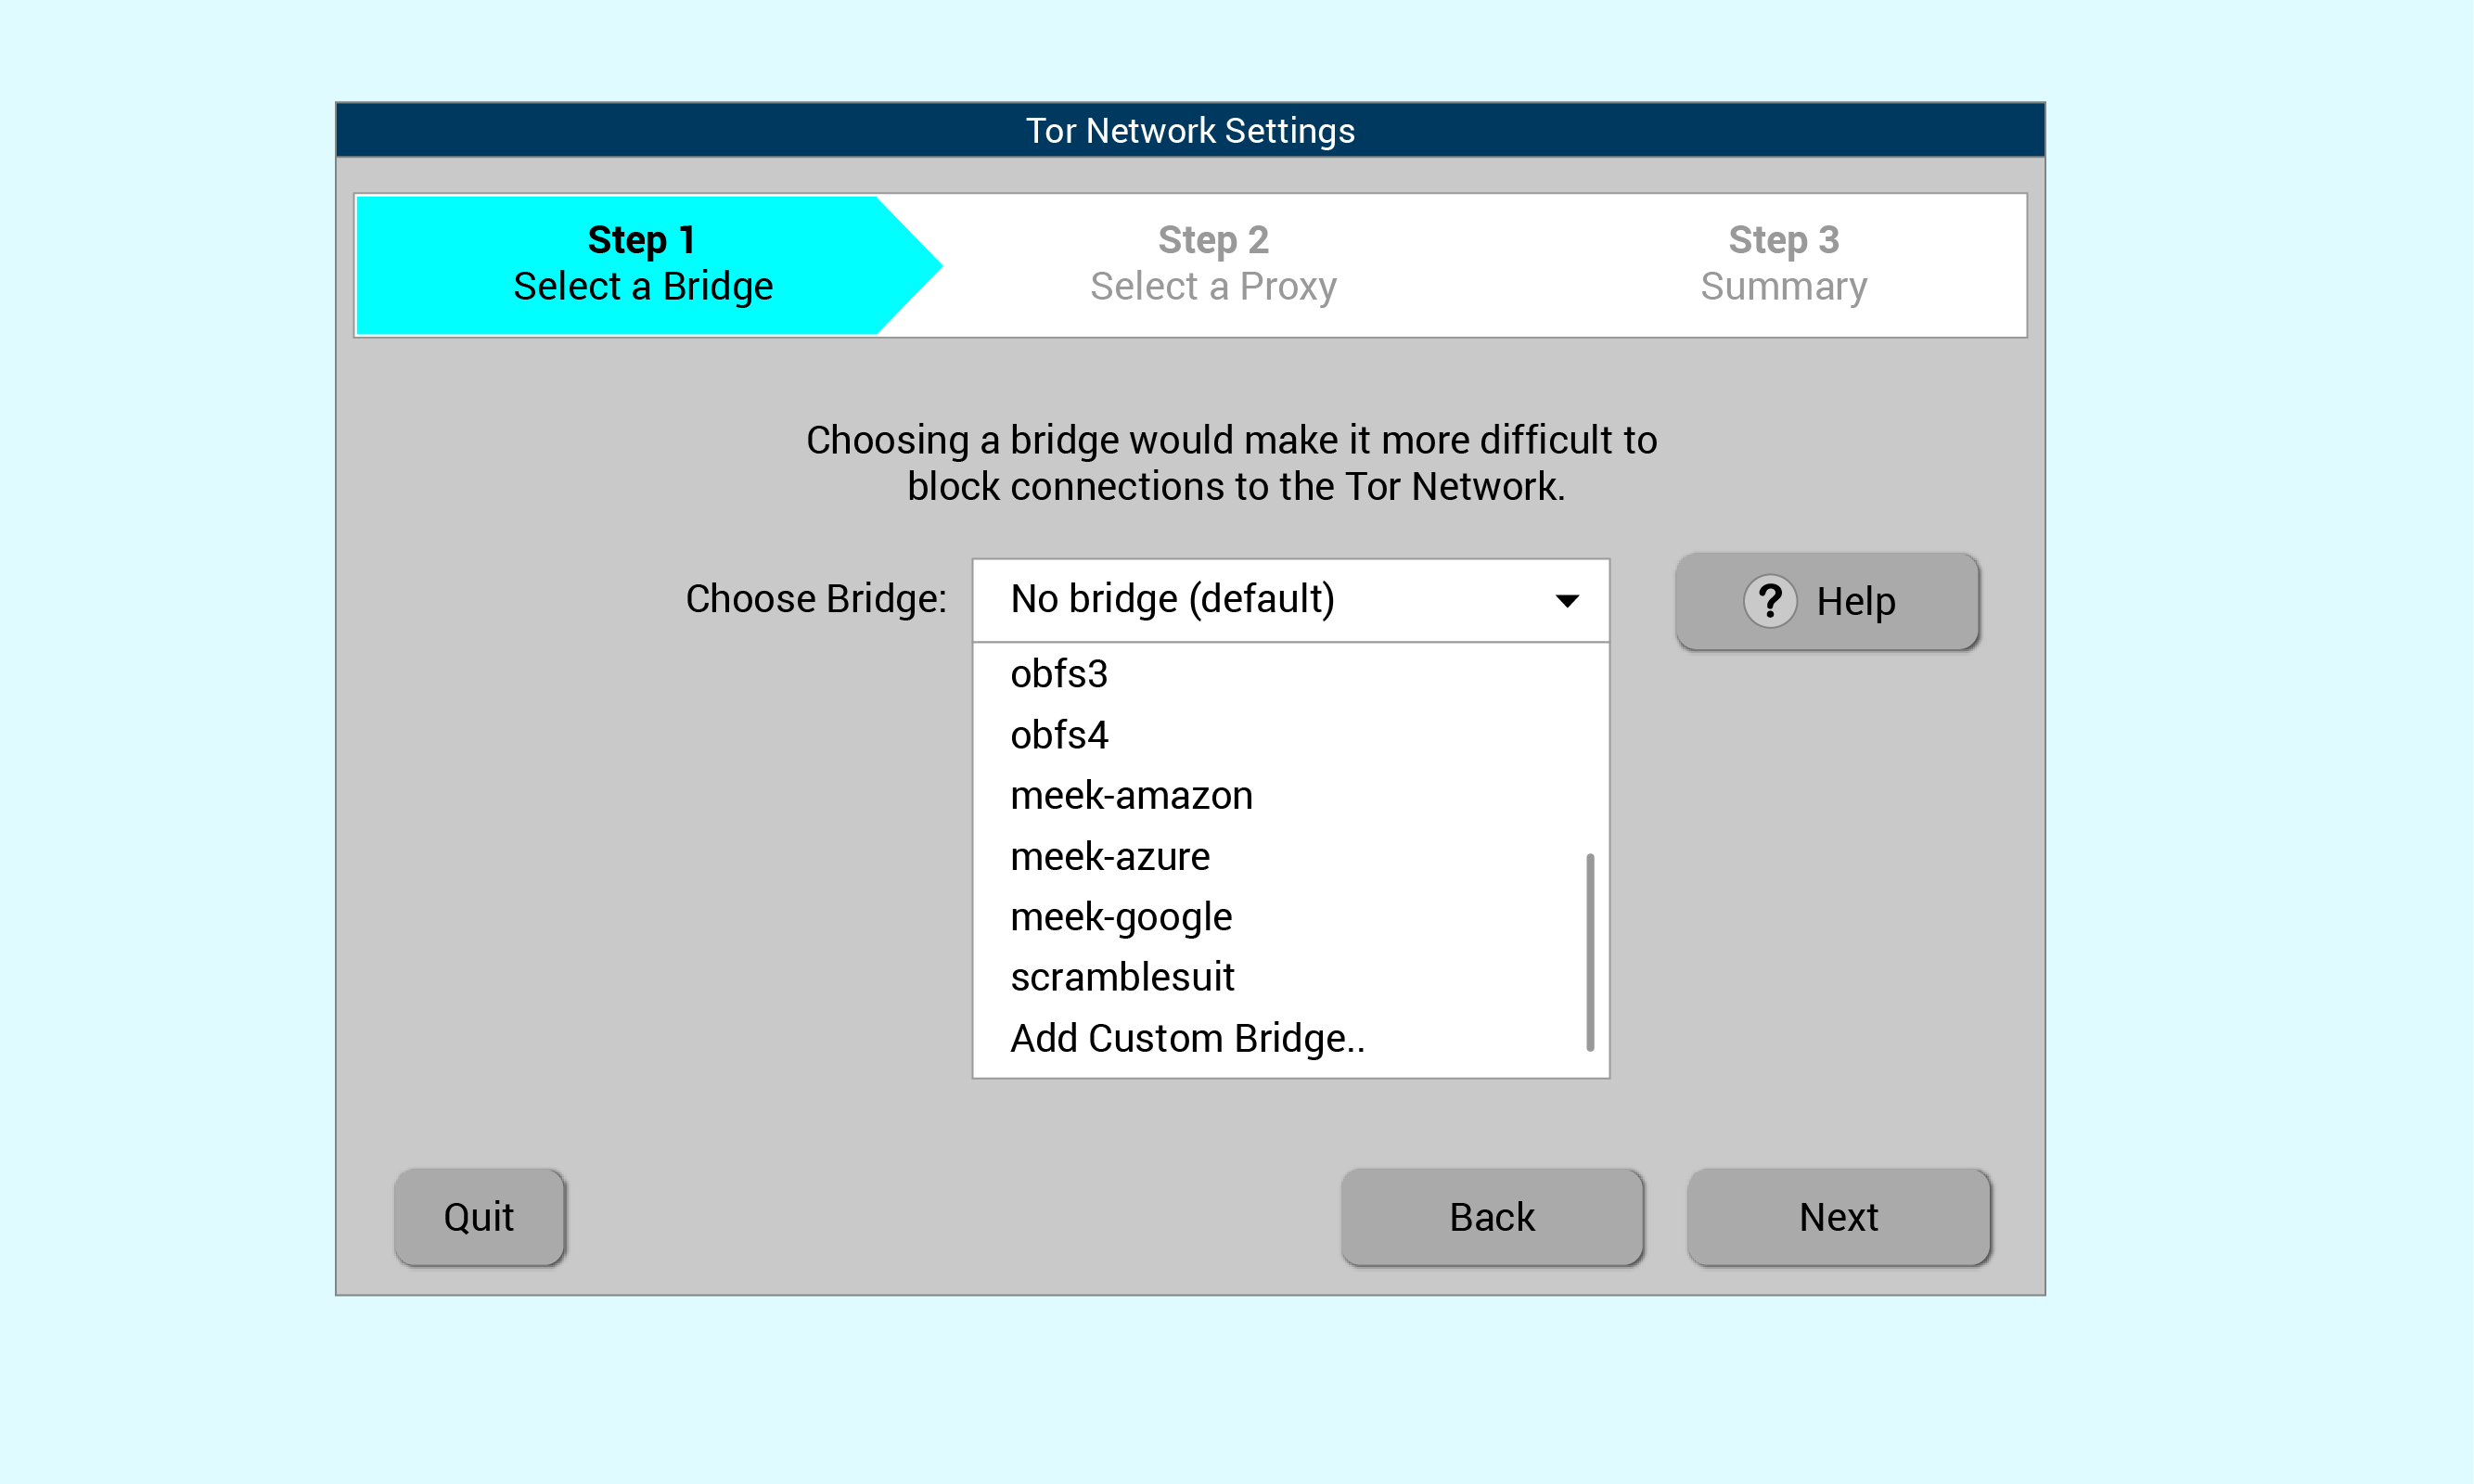 Tor Network Settings
Step 1
Select a Bridge
Step 2
Select a Proxy
Step 3
Summary
Choosing a bridge would make it more difficult to
block connections to the Tor Network.
Choose Bridge:
No bridge (default)
? Help
obfs3
obfs4
meek-amazon
meek-azure
meek-google
scramblesuit
Add Custom Bridge..
Quit
Back
Next